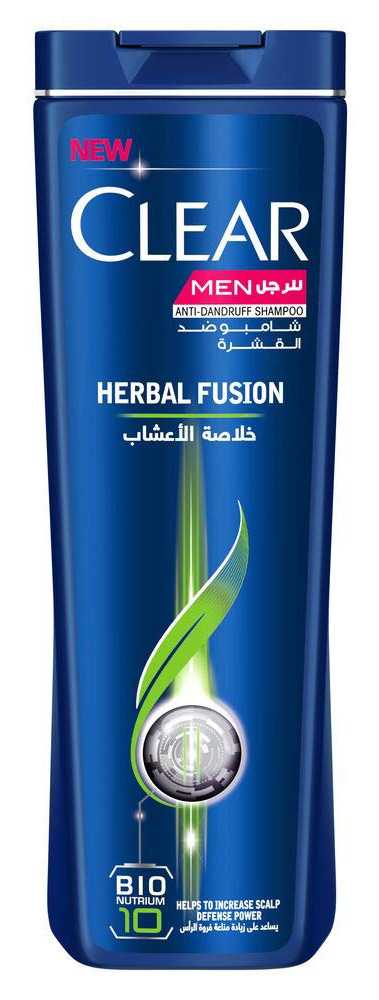 NEW
CLEAR
MEN للرجل
ANTI-DANDRUFF SHAMPOO
شامبو ضد
القشرة
HERBAL FUSION
خلاصة الأعشاب
BIO
NUTRIUM
10
HELPS TO INCREASE SCALP
DEFENSE POWER
يساعد على زيادة مناعة فروة الرأس